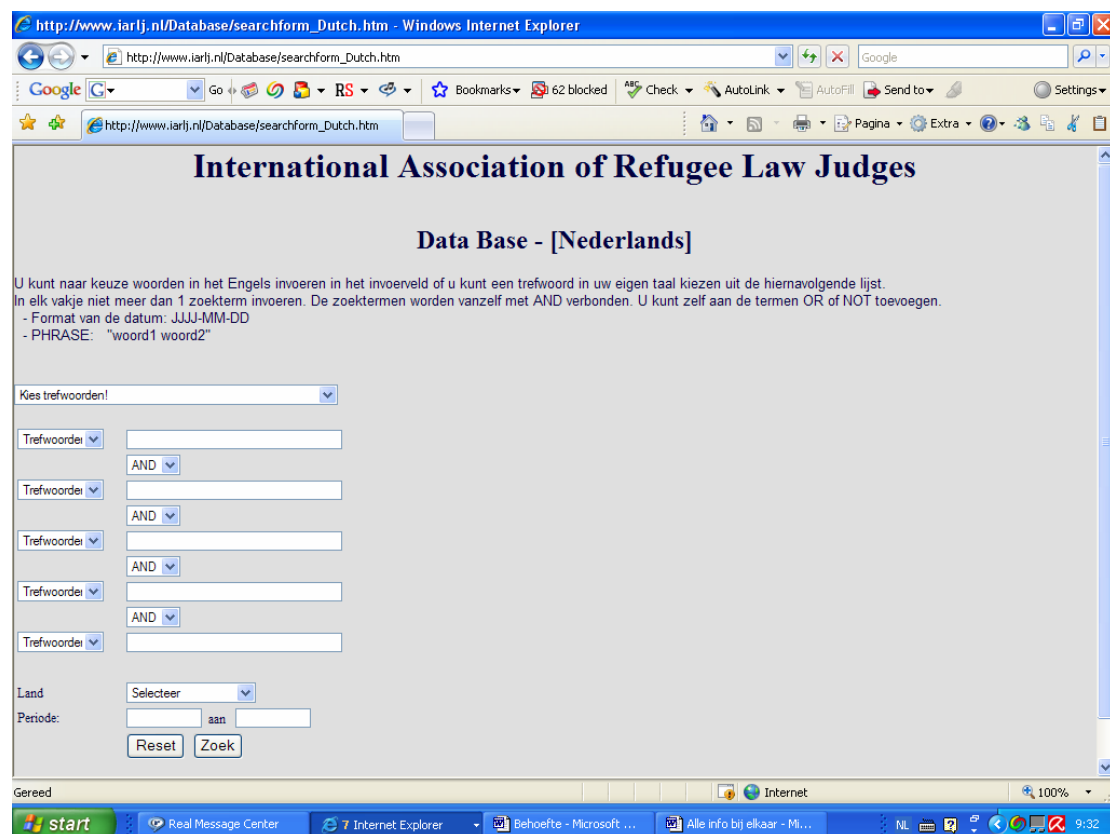 http://www.iarlj.nl/Database/searchform_Dutch.htm - Windows Internet Explorer
http://www.iarlj.nl/Database/searchform_Dutch.htm Google
Google G Go RS Bookmarks 62 blocked Check AutoLink AutoFill Send to Settings
http://www.iarlj.nl/Database/searchform_Dutch.htm Pagina Extra
International Association of Refugee Law Judges
Data Base - [Nederlands]
U kunt naar keuze woorden in het Engels invoeren in het invoerveld of u kunt een trefwoord in uw eigen taal kiezen uit de hiernavolgende lijst.
In elk vakje niet meer dan 1 zoekterm invoeren. De zoektermen worden vanzelf met AND verbonden. U kunt zelf aan de termen OR of NOT toevoegen.
- Format van de datum: JJJJ-MM-DD
- PHRASE: "woord1 woord2"
Kies trefwoorden!
Trefwoorder
AND
Trefwoorder
AND
Trefwoorder
AND
Trefwoorder
AND
Trefwoorder
Land Selecteer
Periode: aan
Reset Zoek
Gereed Internet 100%
start Real Message Center 7 Internet Explorer Behoefte - Microsoft ... Alle info bij elkaar - Mi... NL 9:32